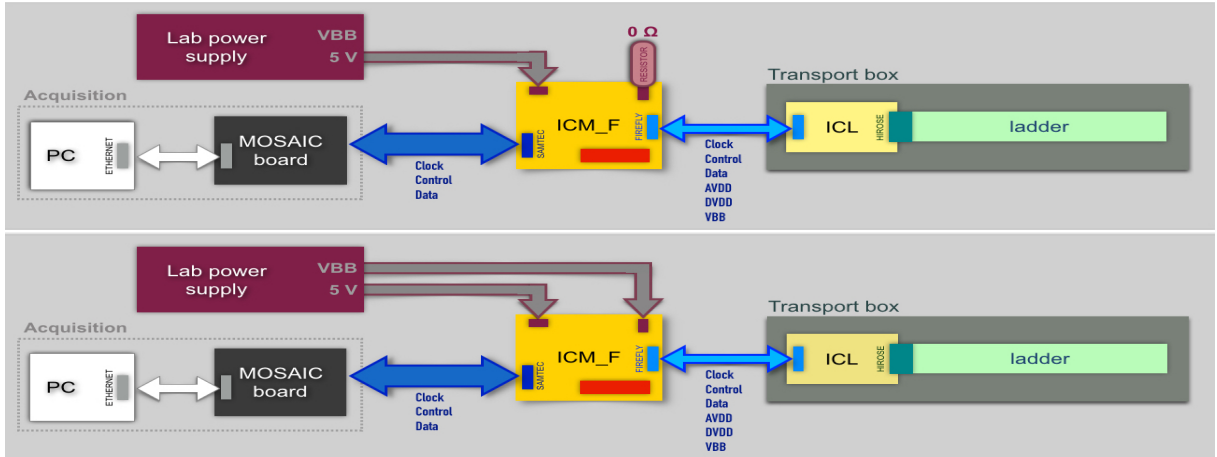 0 Ω
Lab power
supply
VBB
5 V
RESISTOR
Transport box
Acquisition
PC
ETHERNET
MOSAIC
board
SAMTEC
ICM_F
FIREFLY
ICL
HIROSE
ladder
Clock
Control
Data
Clock
Control
Data
AVDD
DVDD
VBB
Lab power
supply
VBB
5 V
Transport box
Acquisition
PC
ETHERNET
MOSAIC
board
SAMTEC
ICM_F
FIREFLY
ICL
HIROSE
ladder
Clock
Control
Data
Clock
Control
Data
AVDD
DVDD
VBB